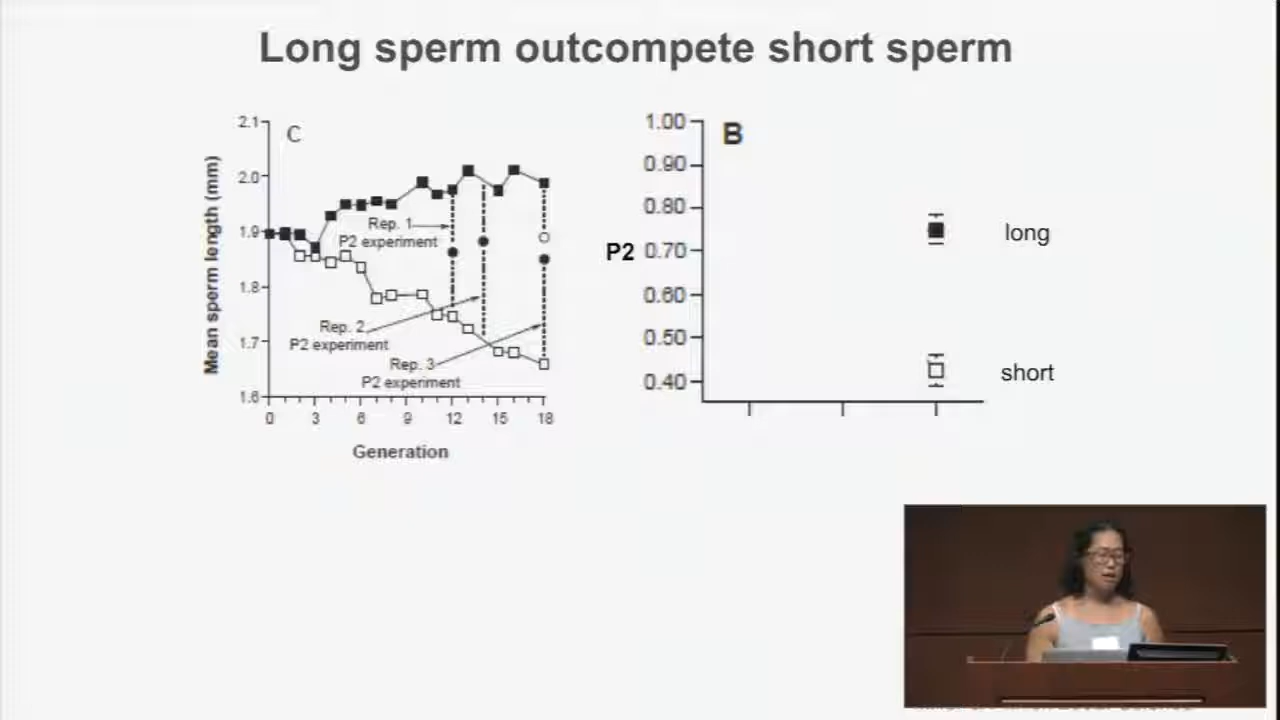 Long sperm outcompete short sperm
C
Mean sperm length (mm)
2.1
2.0
1.9
1.8
1.7
1.6
Rep. 1
P2 experiment
Rep. 2
P2 experiment
Rep. 3
P2 experiment
0 3 6 9 12 15 18
Generation
B
P2
1.00
0.90
0.80
0.70
0.60
0.50
0.40
long
short